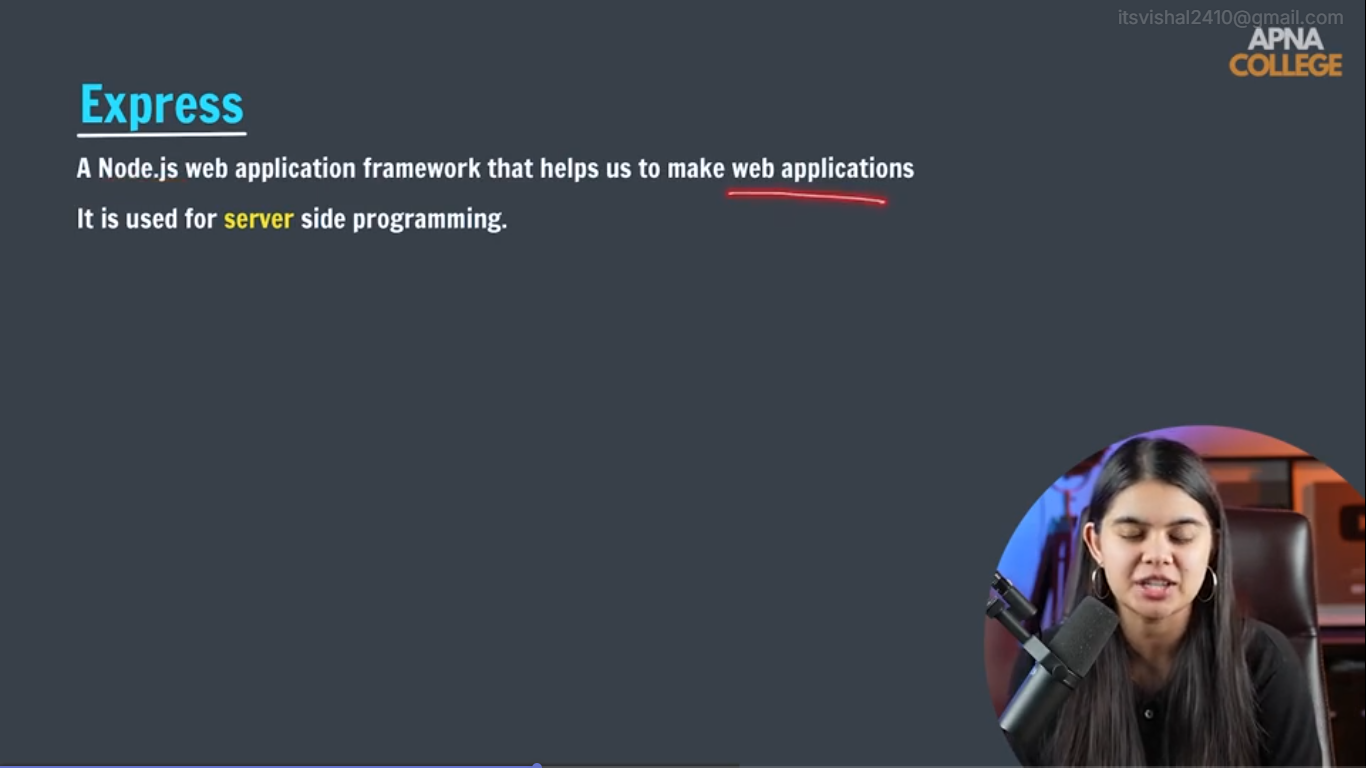 itsvishal2410@gmail.com
APNA
COLLEGE
Express
A Node.js web application framework that helps us to make web applications
It is used for server side programming.